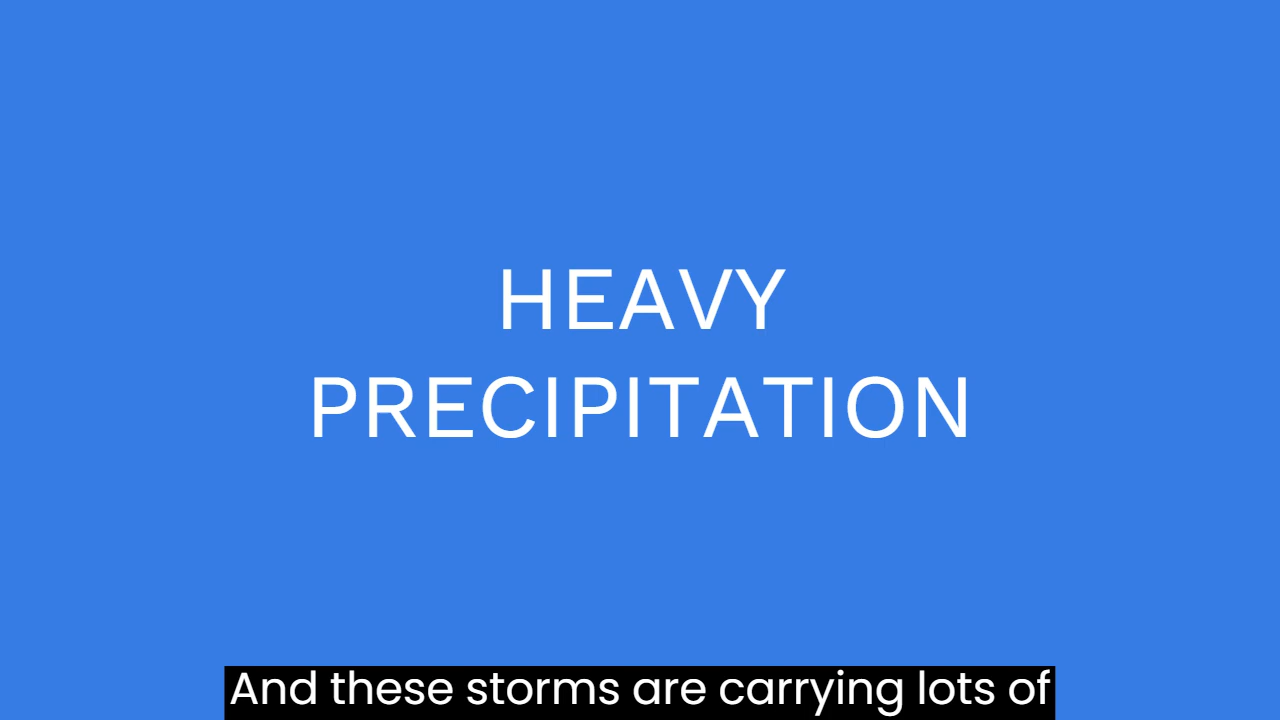 HEAVY
PRECIPITATION
And these storms are carrying lots of